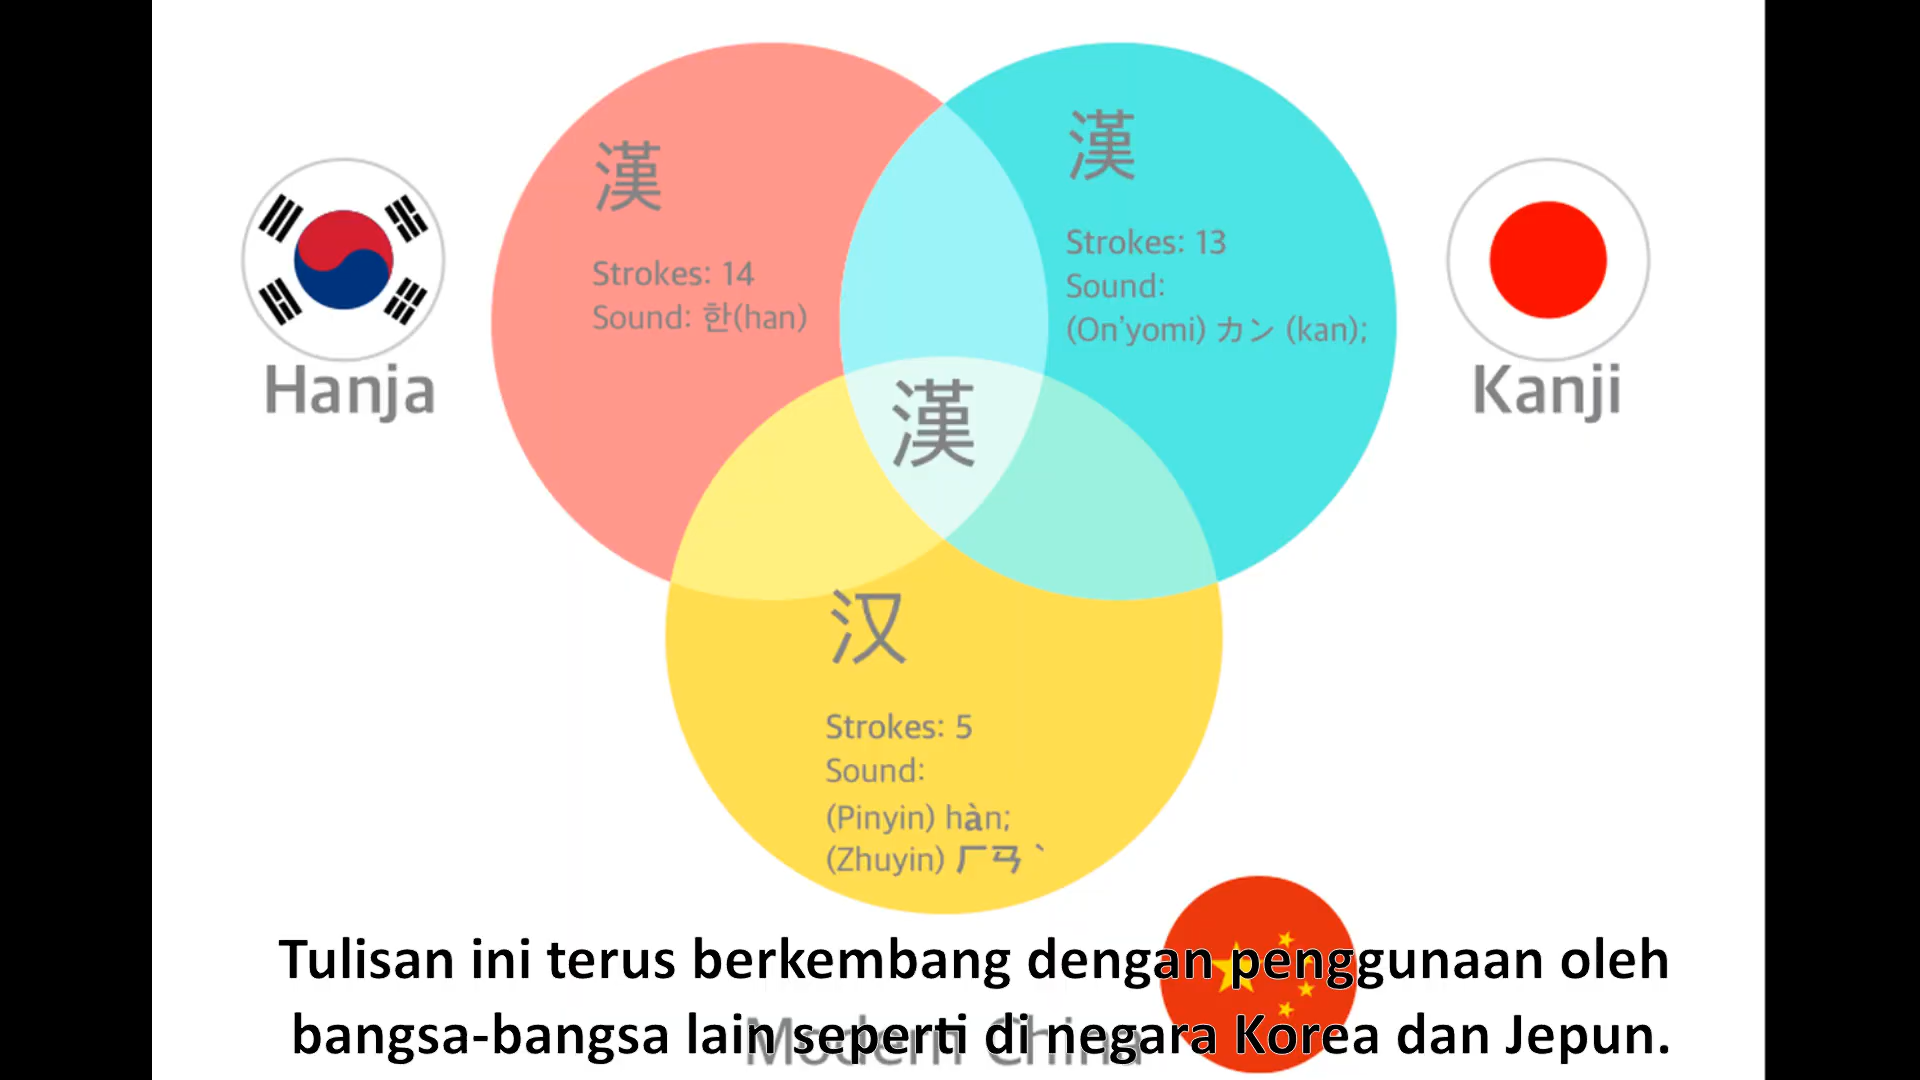 漢
Strokes: 14
Sound: 한(han)
Hanja
漢
Strokes: 13
Sound:
(On'yomi) カン (kan);
Kanji
漢
汉
Strokes: 5
Sound:
(Pinyin) hàn;
(Zhuyin) ㄏㄢˋ
Modern China
Tulisan ini terus berkembang dengan penggunaan oleh
bangsa-bangsa lain seperti di negara Korea dan Jepun.